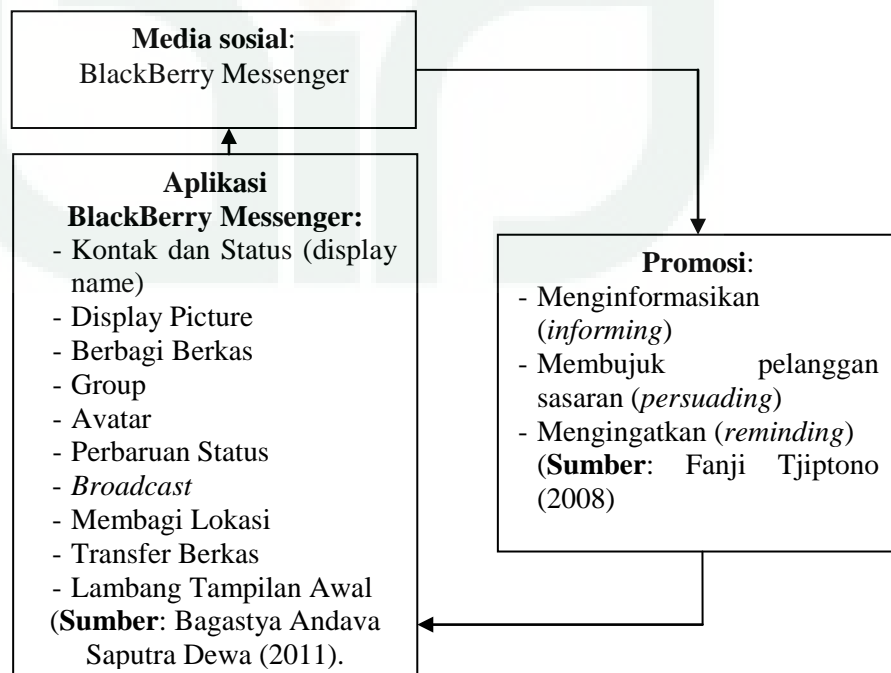 Media sosial:
BlackBerry Messenger
Aplikasi
BlackBerry Messenger:
- Kontak dan Status (display
name)
- Display Picture
- Berbagi Berkas
- Group
- Avatar
- Perbaruan Status
- Broadcast
- Membagi Lokasi
- Transfer Berkas
- Lambang Tampilan Awal
(Sumber: Bagastya Andava
Saputra Dewa (2011).
Promosi:
- Menginformasikan
(informing)
- Membujuk pelanggan
sasaran (persuading)
- Mengingatkan (reminding)
(Sumber: Fanji Tjiptono
(2008)